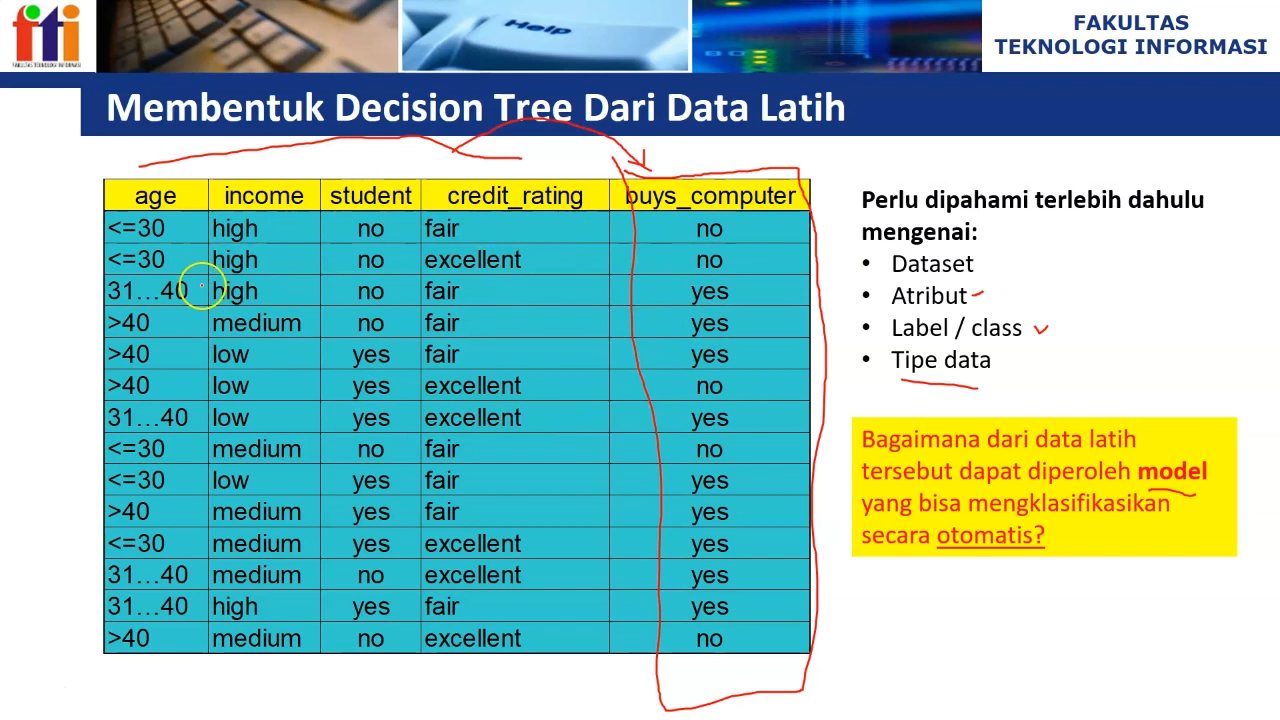 fiti
FAKULTAS TEKNOLOGI INFORMASI
Help
FAKULTAS
TEKNOLOGI INFORMASI
Membentuk Decision Tree Dari Data Latih
age income student credit_rating buys_computer
<=30 high no fair no
<=30 high no excellent no
31…40 high no fair yes
>40 medium no fair yes
>40 low yes fair yes
>40 low yes excellent no
31…40 low yes excellent yes
<=30 medium no fair no
<=30 low yes fair yes
>40 medium yes fair yes
<=30 medium yes excellent yes
31…40 medium no excellent yes
31…40 high yes fair yes
>40 medium no excellent no
Perlu dipahami terlebih dahulu
mengenai:
• Dataset
• Atribut
• Label / class
• Tipe data
Bagaimana dari data latih
tersebut dapat diperoleh model
yang bisa mengklasifikasikan
secara otomatis?